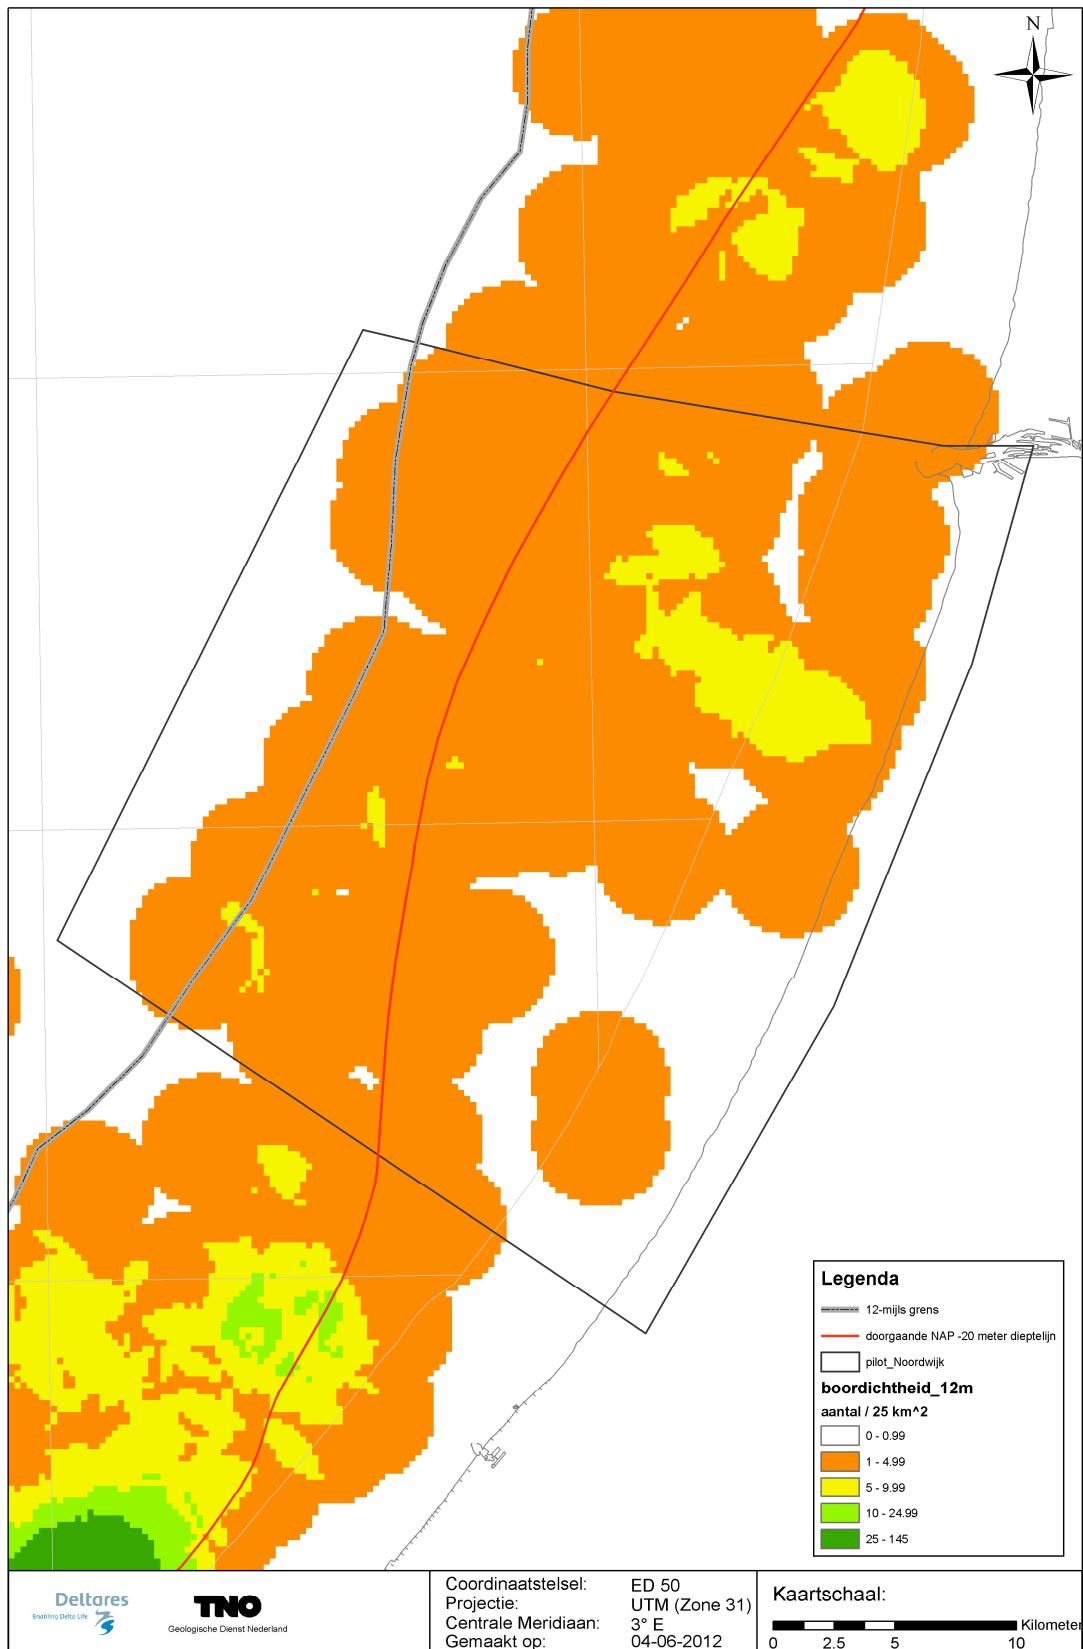 N
Legenda
12-mijls grens
doorgaande NAP -20 meter dieptelijn
pilot_Noordwijk
boordichtheid_12m
aantal / 25 km^2
0 - 0.99
1 - 4.99
5 - 9.99
10 - 24.99
25 - 145
Deltares
Enabling Delta Life
TNO
Geologische Dienst Nederland
Coordinaatstelsel: ED 50
Projectie: UTM (Zone 31)
Centrale Meridiaan: 3° E
Gemaakt op: 04-06-2012
Kaartschaal:
Kilometer
0 2.5 5 10